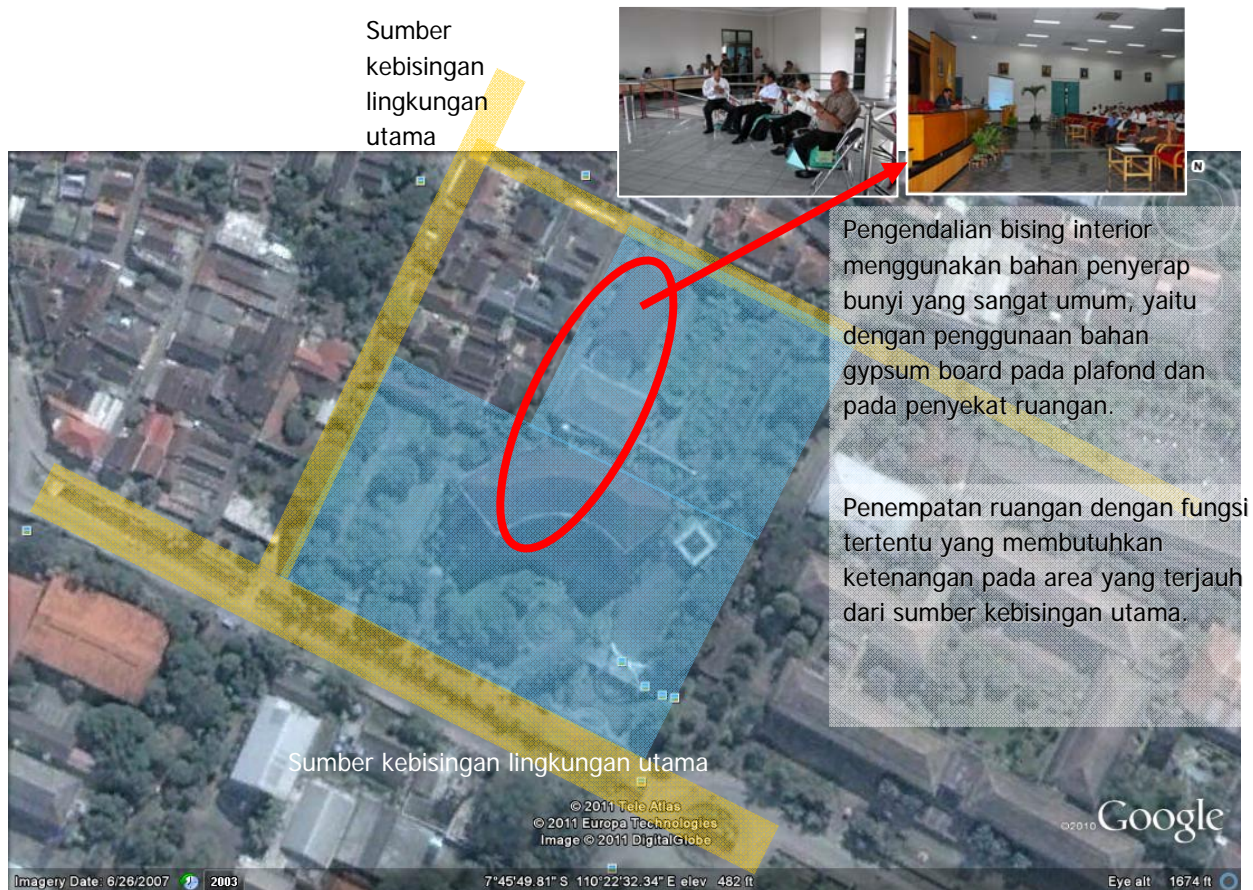 Sumber
kebisingan
lingkungan
utama
N
Pengendalian bising interior
menggunakan bahan penyerap
bunyi yang sangat umum, yaitu
dengan penggunaan bahan
gypsum board pada plafond dan
pada penyekat ruangan.
Penempatan ruangan dengan fungsi
tertentu yang membutuhkan
ketenangan pada area yang terjauh
dari sumber kebisingan utama.
Sumber kebisingan lingkungan utama
© 2011 Tele Atlas
© 2011 Europa Technologies
Image © 2011 DigitalGlobe
©2010 Google
Imagery Date: 6/26/2007 2003 7°45'49.81" S 110°22'32.34" E elev 482 ft Eye alt 1674 ft